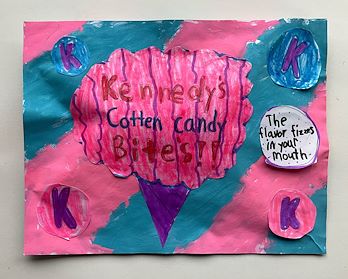 K
K
Kennedy's
Cotten candy
Bites!!
The
flavor fizzes
in your
mouth.
K
K